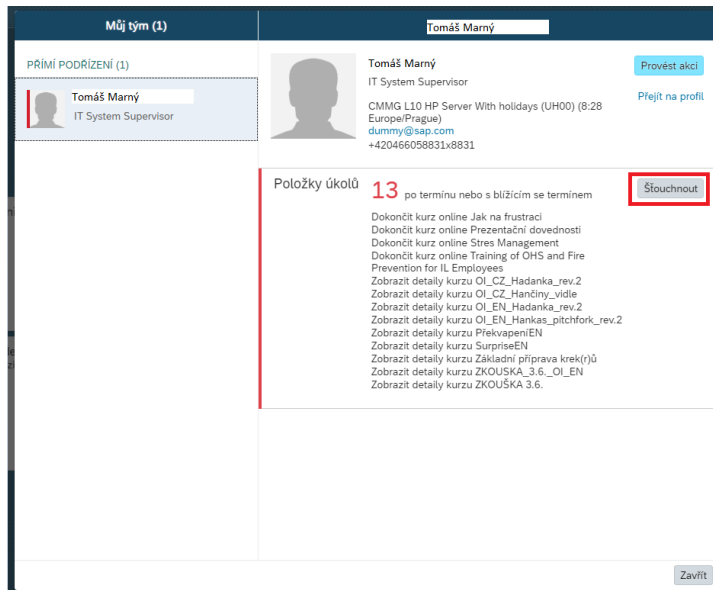 Můj tým (1)
Tomáš Marný
PŘÍMÍ PODŘÍZENÍ (1)
Tomáš Marný
IT System Supervisor
Tomáš Marný
IT System Supervisor
CMMG L10 HP Server With holidays (UH00) (8:28
Europe/Prague)
dummy@sap.com
+420466058831x8831
Provést akci
Přejít na profil
Položky úkolů
13 po termínu nebo s blížícím se termínem
Šťouchnout
Dokončit kurz online Jak na frustraci
Dokončit kurz online Prezentační dovednosti
Dokončit kurz online Stres Management
Dokončit kurz online Training of OHS and Fire
Prevention for IL Employees
Zobrazit detaily kurzu OI_CZ_Hadanka_rev.2
Zobrazit detaily kurzu OI_CZ_Hančiny_vidle
Zobrazit detaily kurzu OI_EN_Hadanka_rev.2
Zobrazit detaily kurzu OI_EN_Hankas_pitchfork_rev.2
Zobrazit detaily kurzu PřekvapeníEN
Zobrazit detaily kurzu SurpriseEN
Zobrazit detaily kurzu Základní příprava krek(r)ů
Zobrazit detaily kurzu ZKOUSKA_3.6._OI_EN
Zobrazit detaily kurzu ZKOUŠKA 3.6.
Zavřít